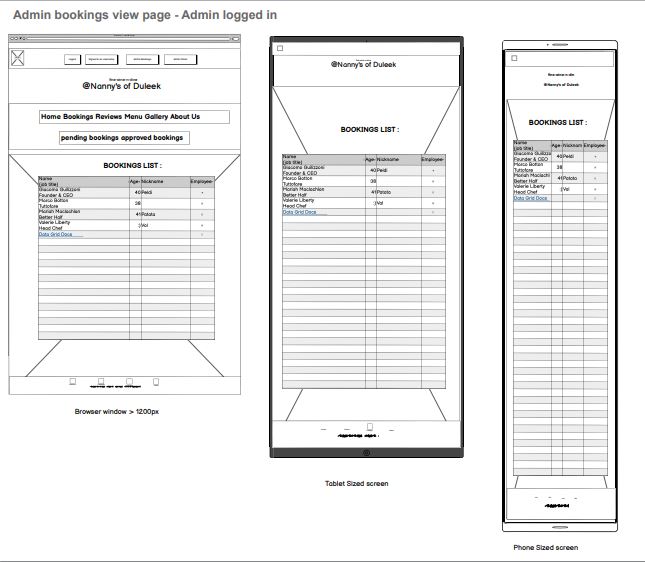 Admin bookings view page - Admin logged in
@Nanny's of Duleek
Home Bookings Reviews Menu Gallery About Us
pending bookings approved bookings
BOOKINGS LIST :
Name
(job title) Age Nickname Employee
Giacomo Guilizzoni
Founder & CEO 40 Peldi
Marco Botton
Tuttofare 38
Mariah Maclachlan
Better Half 41 Patata
Valerie Liberty
Head Chef :) Val
Data Grid Docs
Browser window > 1200px
@Nanny's of Duleek
BOOKINGS LIST :
Name
(job title) Age Nickname Employee
Giacomo Guilizzoni
Founder & CEO 40 Peldi
Marco Botton
Tuttofare 38
Mariah Maclachlan
Better Half 41 Patata
Valerie Liberty
Head Chef :) Val
Data Grid Docs
Tablet Sized screen
@Nanny's of Duleek
BOOKINGS LIST :
Name
(job title) Age Nickname Employee
Giacomo Guilizzo
Founder & CEO 40 Peldi
Marco Botton
Tuttofare 38
Mariah Maclachl
Better Half 41 Patata
Valerie Liberty
Head Chef :) Val
Data Grid Docs
Phone Sized screen